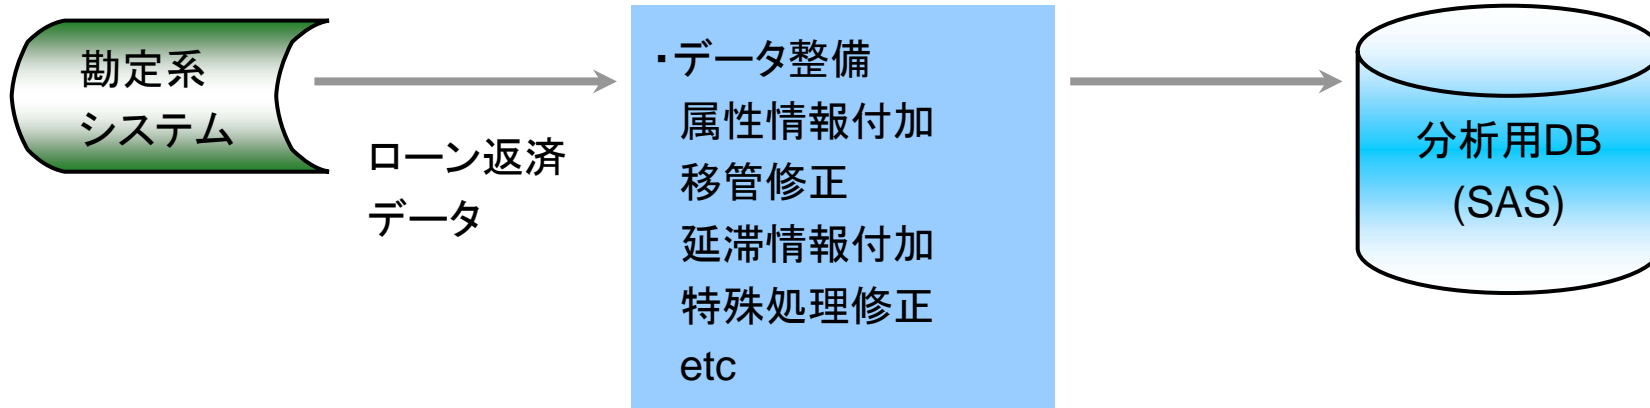 勘定系
システム
ローン返済
データ
・データ整備
属性情報付加
移管修正
延滞情報付加
特殊処理修正
etc
分析用DB
(SAS)